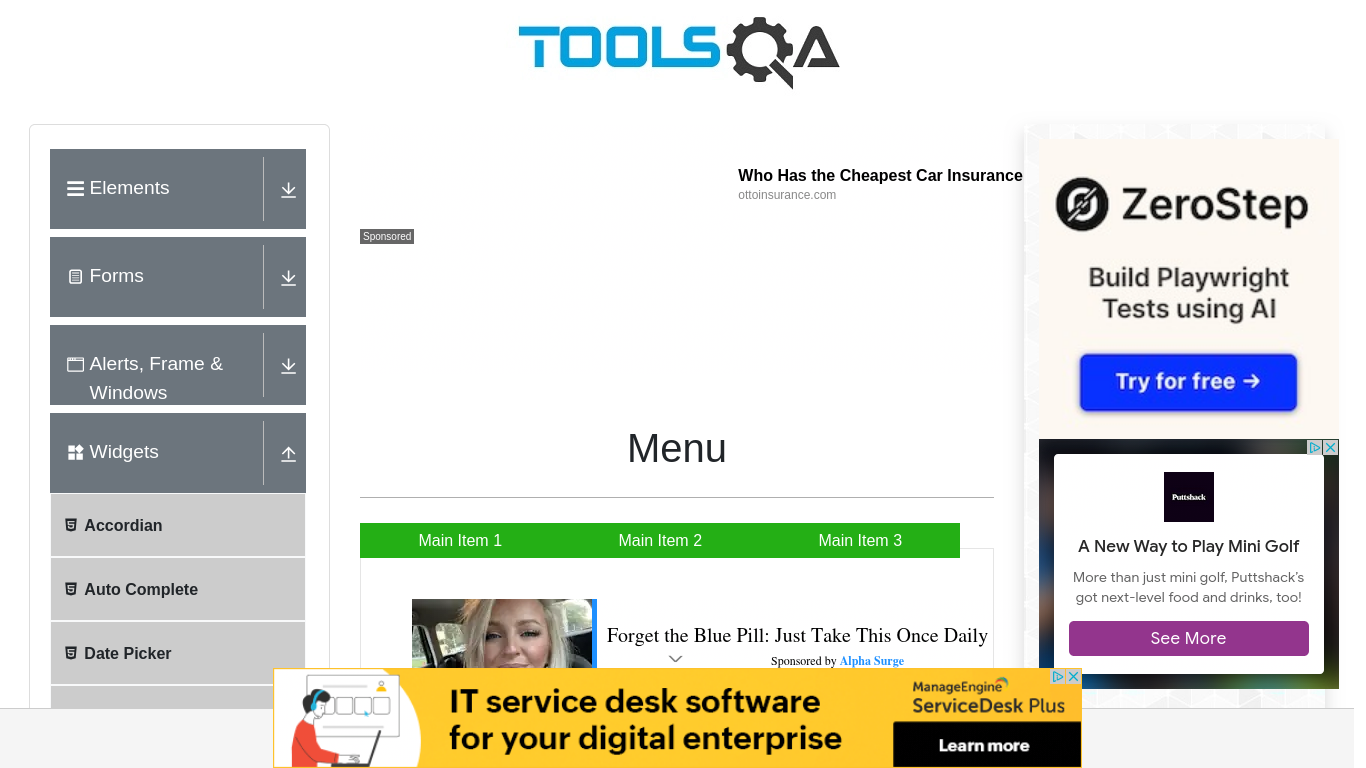 TOOLSQA
Elements
Forms
Alerts, Frame &
Windows
Widgets
Accordian
Auto Complete
Date Picker
Who Has the Cheapest Car Insurance
ottoinsurance.com
Sponsored
Menu
Main Item 1
Main Item 2
Main Item 3
Forget the Blue Pill: Just Take This Once Daily
Sponsored by Alpha Surge
ZeroStep
Build Playwright
Tests using AI
Try for free →
Puttshack
A New Way to Play Mini Golf
More than just mini golf, Puttshack’s
got next-level food and drinks, too!
See More
IT service desk software
for your digital enterprise
ManageEngine
ServiceDesk Plus
Learn more